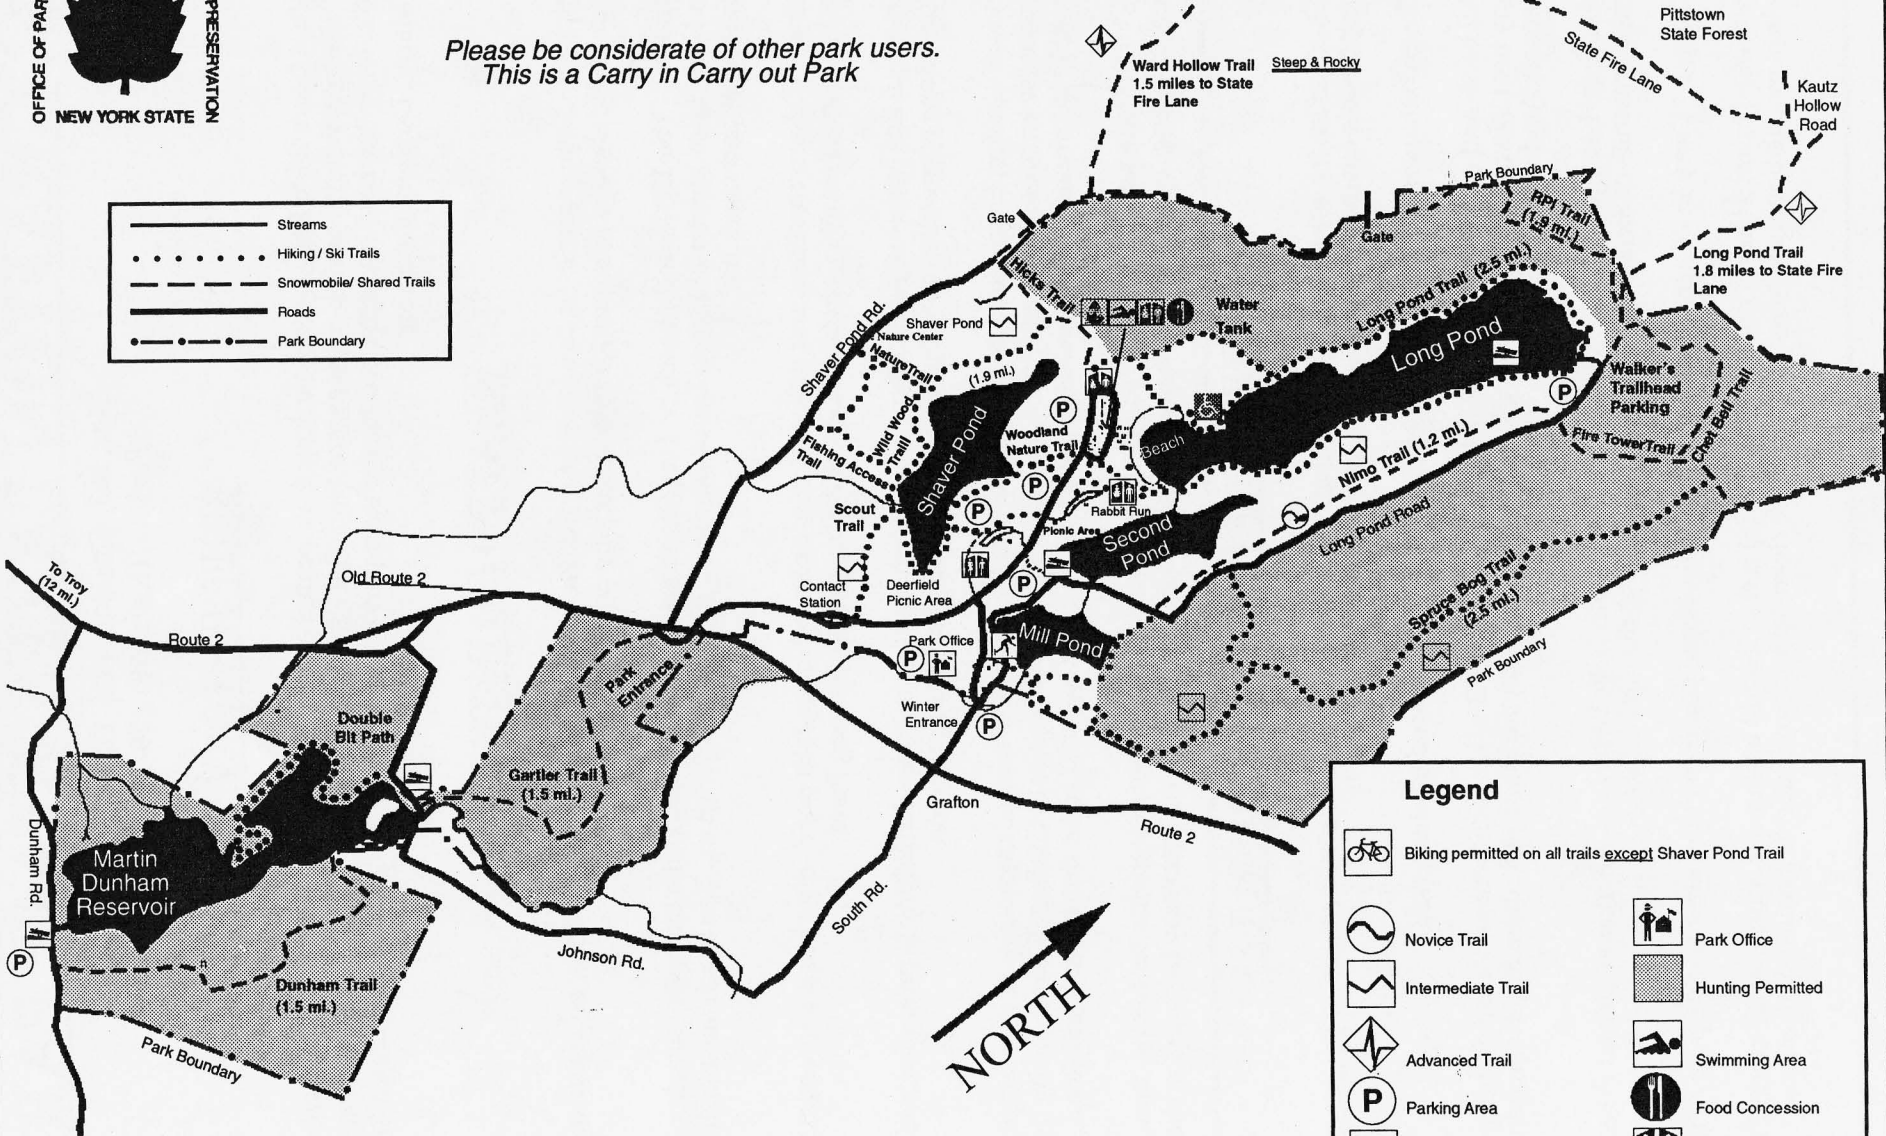 OFFICE OF PAR
PRESERVATION
NEW YORK STATE
Please be considerate of other park users.
This is a Carry in Carry out Park
Streams
Hiking / Ski Trails
Snowmobile/ Shared Trails
Roads
Park Boundary
Ward Hollow Trail
1.5 miles to State
Fire Lane
Steep & Rocky
State Fire Lane
Pittstown
State Forest
Kautz
Hollow
Road
Park Boundary
RPI Trail
(1.9 mi.)
Gate
Gate
Long Pond Trail
1.8 miles to State Fire
Lane
Hicks Trail
Water
Tank
Long Pond Trail (2.5 mi.)
Long Pond
Shaver Pond Rd.
Shaver Pond
Nature Center
Nature Trail
(1.9 mi.)
Wild Wood
Trail
Shaver Pond
P
Woodland
Nature Trail
Beach
P
Walker's
Trailhead
Parking
Chet Bell Trail
Fire Tower Trail
Nimo Trail (1.2 mi.)
Fishing Access
Trail
P
P
Rabbit Run
Picnic Area
Scout
Trail
Second
Pond
Long Pond Road
Contact
Station
Deerfield
Picnic Area
P
Spruce Bog Trail
(2.5 mi.)
Park Boundary
To Troy
(12 mi.)
Old Route 2
Route 2
Park Office
P
Mill Pond
Park
Entrance
Winter
Entrance
P
Double
Bit Path
Gartler Trail
(1.5 mi.)
Grafton
Route 2
Dunham Rd.
Martin
Dunham
Reservoir
P
South Rd.
Johnson Rd.
Dunham Trail
(1.5 mi.)
Park Boundary
NORTH
Legend
Biking permitted on all trails except Shaver Pond Trail
Novice Trail
Park Office
Intermediate Trail
Hunting Permitted
Advanced Trail
Swimming Area
P
Parking Area
Food Concession